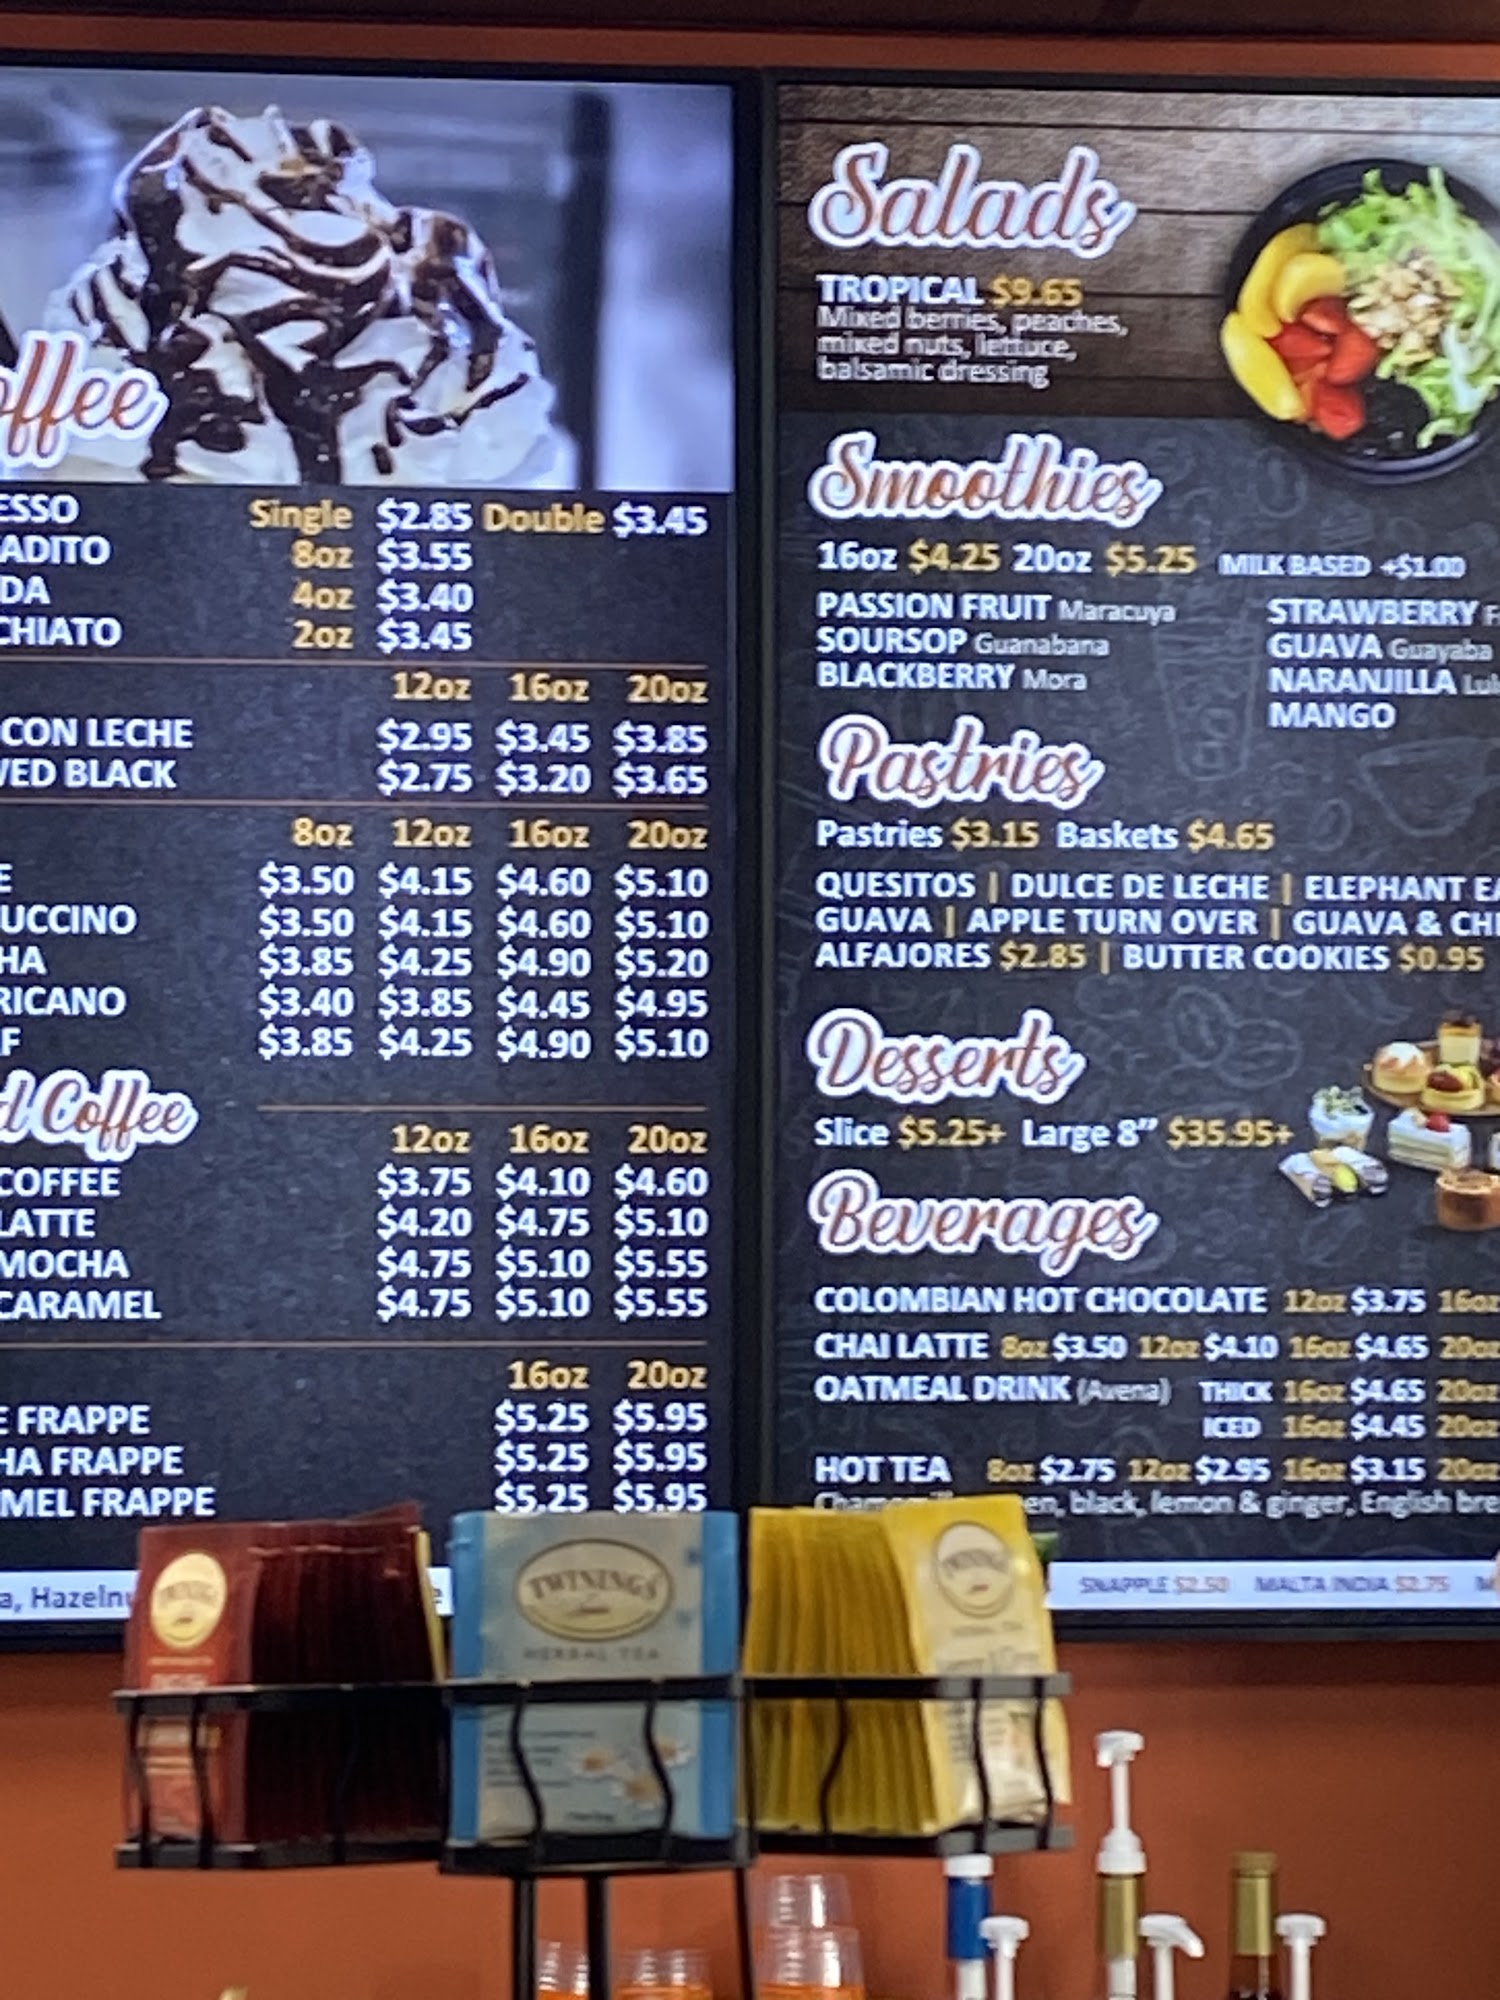 offee
ESSO Single $2.85 Double $3.45
ADITO 8oz $3.55
DA 4oz $3.40
CHIATO 2oz $3.45
12oz 16oz 20oz
CON LECHE $2.95 $3.45 $3.85
WED BLACK $2.75 $3.20 $3.65
8oz 12oz 16oz 20oz
E $3.50 $4.15 $4.60 $5.10
UCCINO $3.50 $4.15 $4.60 $5.10
HA $3.85 $4.25 $4.90 $5.20
RICANO $3.40 $3.85 $4.45 $4.95
F $3.85 $4.25 $4.90 $5.10
d Coffee
12oz 16oz 20oz
COFFEE $3.75 $4.10 $4.60
LATTE $4.20 $4.75 $5.10
MOCHA $4.75 $5.10 $5.55
CARAMEL $4.75 $5.10 $5.55
16oz 20oz
E FRAPPE $5.25 $5.95
HA FRAPPE $5.25 $5.95
MEL FRAPPE $5.25 $5.95
a, Hazelnu
e
Salads
TROPICAL $9.65
Mixed berries, peaches,
mixed nuts, lettuce,
balsamic dressing
Smoothies
16oz $4.25 20oz $5.25 MILK BASED +$1.00
PASSION FRUIT Maracuya STRAWBERRY F
SOURSOP Guanabana GUAVA Guayaba
BLACKBERRY Mora NARANJILLA Lul
MANGO
Pastries
Pastries $3.15 Baskets $4.65
QUESITOS | DULCE DE LECHE | ELEPHANT EA
GUAVA | APPLE TURN OVER | GUAVA & CH
ALFAJORES $2.85 | BUTTER COOKIES $0.95
Desserts
Slice $5.25+ Large 8” $35.95+
Beverages
COLOMBIAN HOT CHOCOLATE 12oz $3.75 16oz
CHAI LATTE 8oz $3.50 12oz $4.10 16oz $4.65 20oz
OATMEAL DRINK (Avena) THICK 16oz $4.65 20oz
ICED 16oz $4.45 20oz
HOT TEA 8oz $2.75 12oz $2.95 16oz $3.15 20oz
en, black, lemon & ginger, English bre
SNAPPLE $2.50 MALTA INDIA $2.75 M
TWININGS
HERBAL TEA
TWININGS
TWININGS